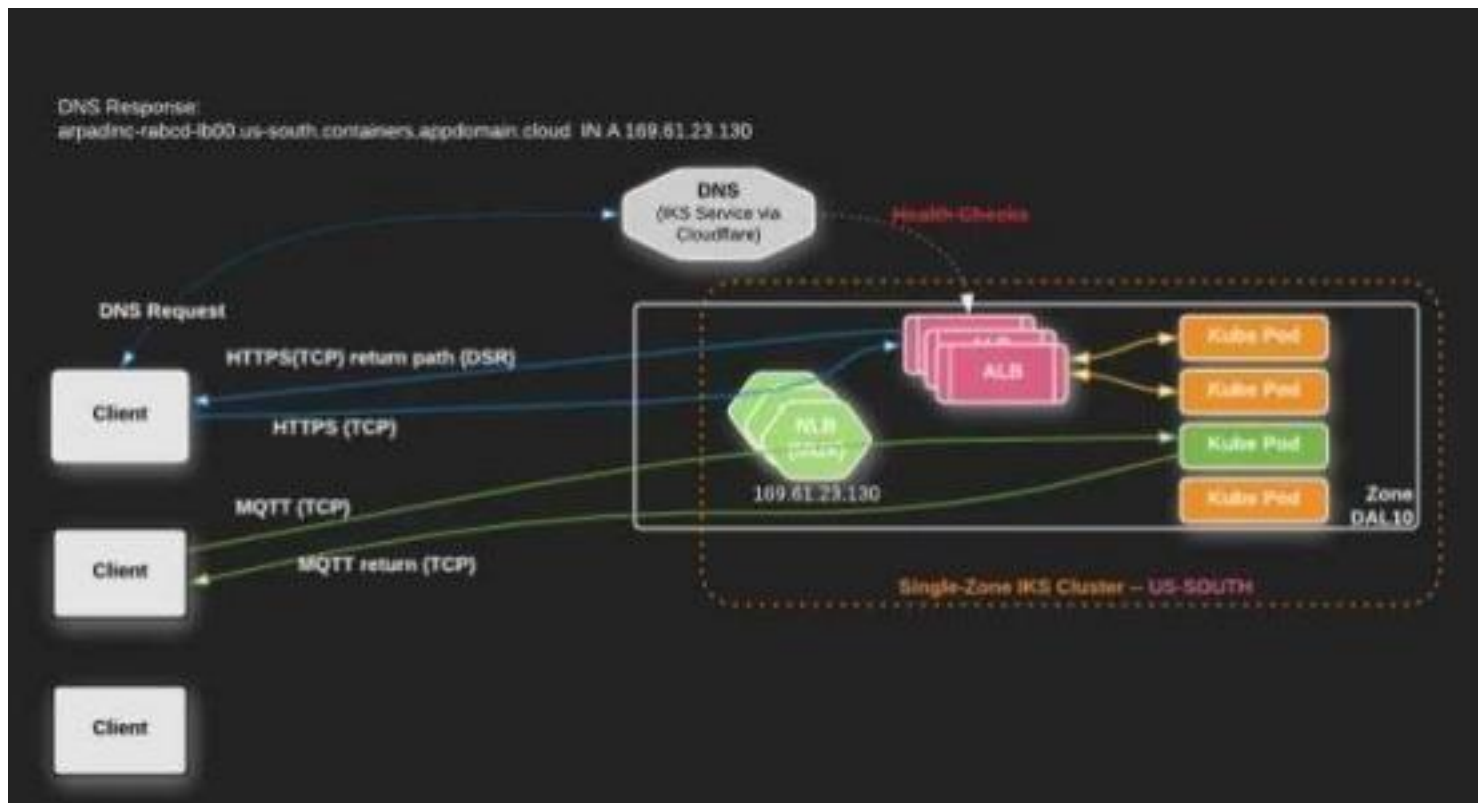 DNS Response:
arpadinc-rabcd-lb00.us-south.containers.appdomain.cloud IN A 169.61.23.130
DNS
(IKS Service via
Cloudflare)
Health Checks
DNS Request
HTTPS(TCP) return path (DSR)
Client
HTTPS (TCP)
ALB
ALB
Kube Pod
Kube Pod
Kube Pod
Kube Pod
NLB
169.61.23.130
Zone
DAL10
MQTT (TCP)
Client
MQTT return (TCP)
Single-Zone IKS Cluster – US-SOUTH
Client